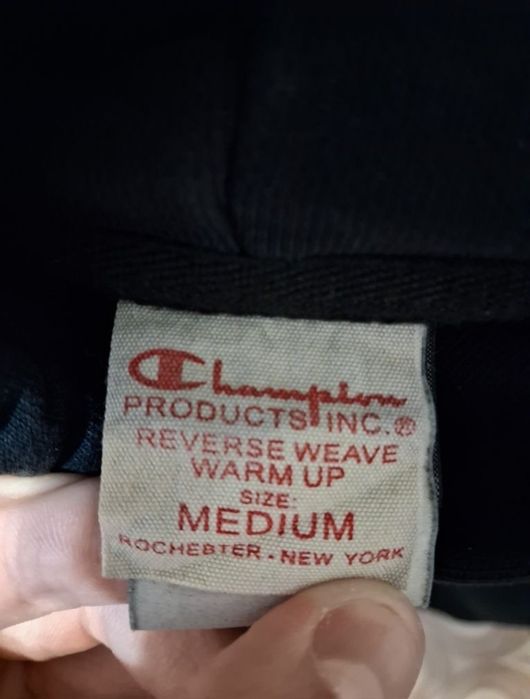 Champion
PRODUCTS INC.®
REVERSE WEAVE
WARM UP
SIZE:
MEDIUM
ROCHESTER - NEW YORK